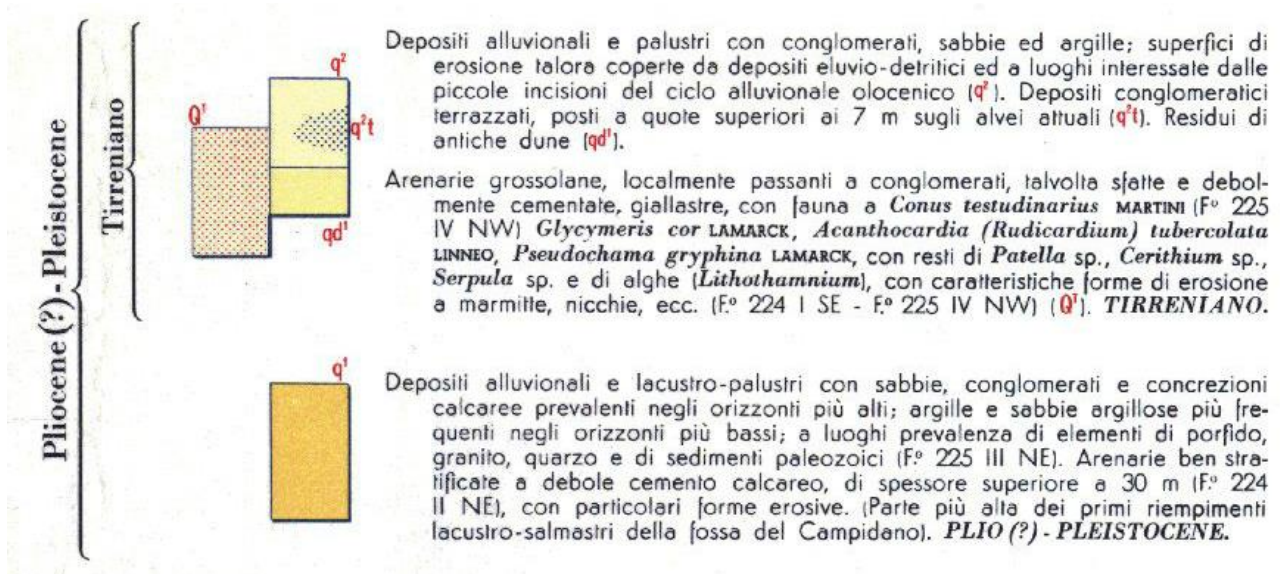 Pliocene (?) - Pleistocene
Tirreniano
Q¹
q²
q²t
qd¹
Depositi alluvionali e palustri con conglomerati, sabbie ed argille; superfici di
erosione talora coperte da depositi eluvio-detritici ed a luoghi interessate dalle
piccole incisioni del ciclo alluvionale olocenico (q²). Depositi conglomeratici
terrazzati, posti a quote superiori ai 7 m sugli alvei attuali (q²t). Residui di
antiche dune (qd¹).
Arenarie grossolane, localmente passanti a conglomerati, talvolta sfatte e debol-
mente cementate, giallastre, con fauna a Conus testudinarius MARTINI (Fº 225
IV NW) Glycymeris cor LAMARCK, Acanthocardia (Rudicardium) tubercolata
LINNEO, Pseudochama gryphina LAMARCK, con resti di Patella sp., Cerithium sp.,
Serpula sp. e di alghe (Lithothamnium), con caratteristiche forme di erosione
a marmitte, nicchie, ecc. (F.º 224 I SE - F.º 225 IV NW) (Q¹). TIRRENIANO.
q¹
Depositi alluvionali e lacustro-palustri con sabbie, conglomerati e concrezioni
calcaree prevalenti negli orizzonti più alti; argille e sabbie argillose più fre-
quenti negli orizzonti più bassi; a luoghi prevalenza di elementi di porfido,
granito, quarzo e di sedimenti paleozoici (F.º 225 III NE). Arenarie ben stra-
tificate a debole cemento calcareo, di spessore superiore a 30 m (F.º 224
II NE), con particolari forme erosive. (Parte più alta dei primi riempimenti
lacustro-salmastri della fossa del Campidano). PLIO (?) - PLEISTOCENE.